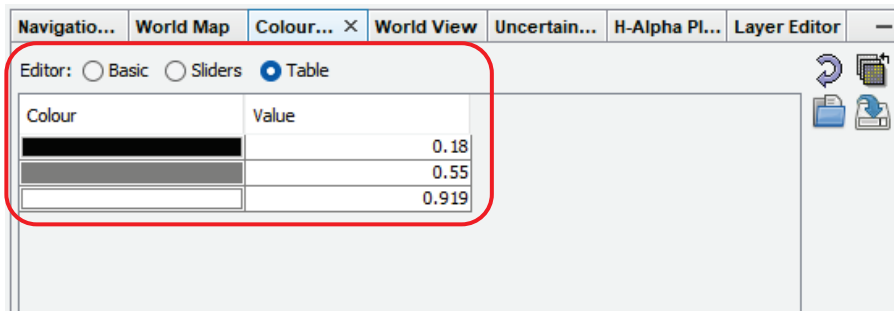 Navigatio... World Map Colour... × World View Uncertain... H-Alpha Pl... Layer Editor
Editor: Basic Sliders Table
Colour Value
0.18
0.55
0.919